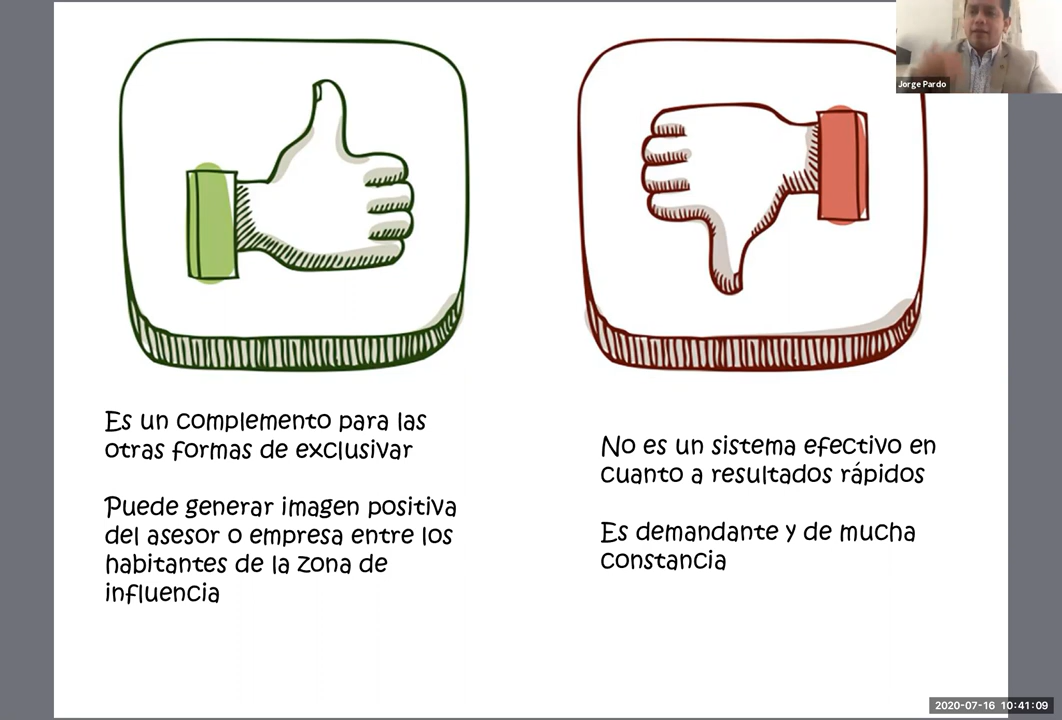 Jorge Pardo
Es un complemento para las
otras formas de exclusivar
Puede generar imagen positiva
del asesor o empresa entre los
habitantes de la zona de
influencia
No es un sistema efectivo en
cuanto a resultados rápidos
Es demandante y de mucha
constancia
2020-07-16 10:41:09